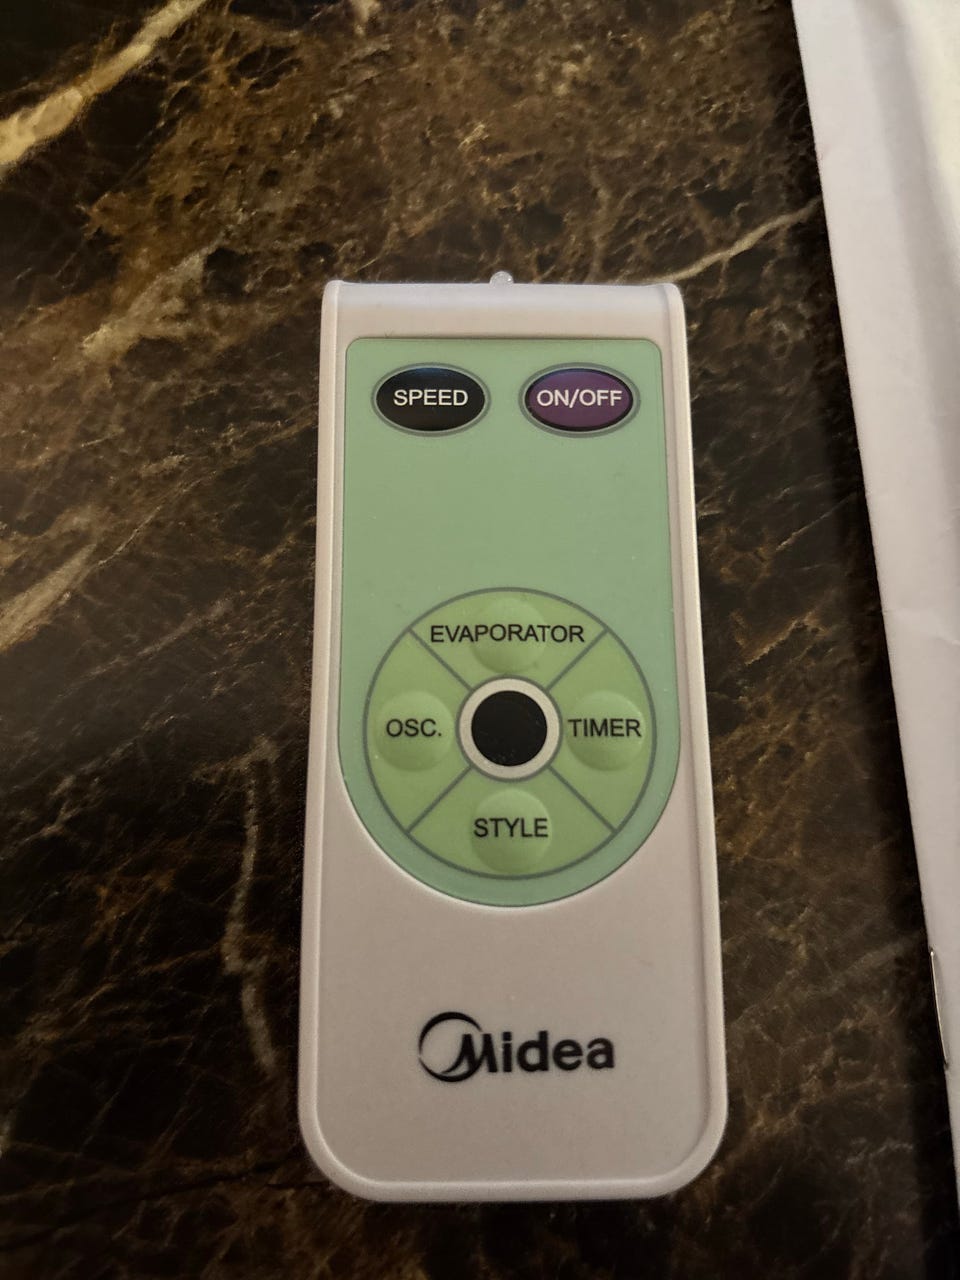 SPEED
ON/OFF
EVAPORATOR
OSC.
TIMER
STYLE
Midea